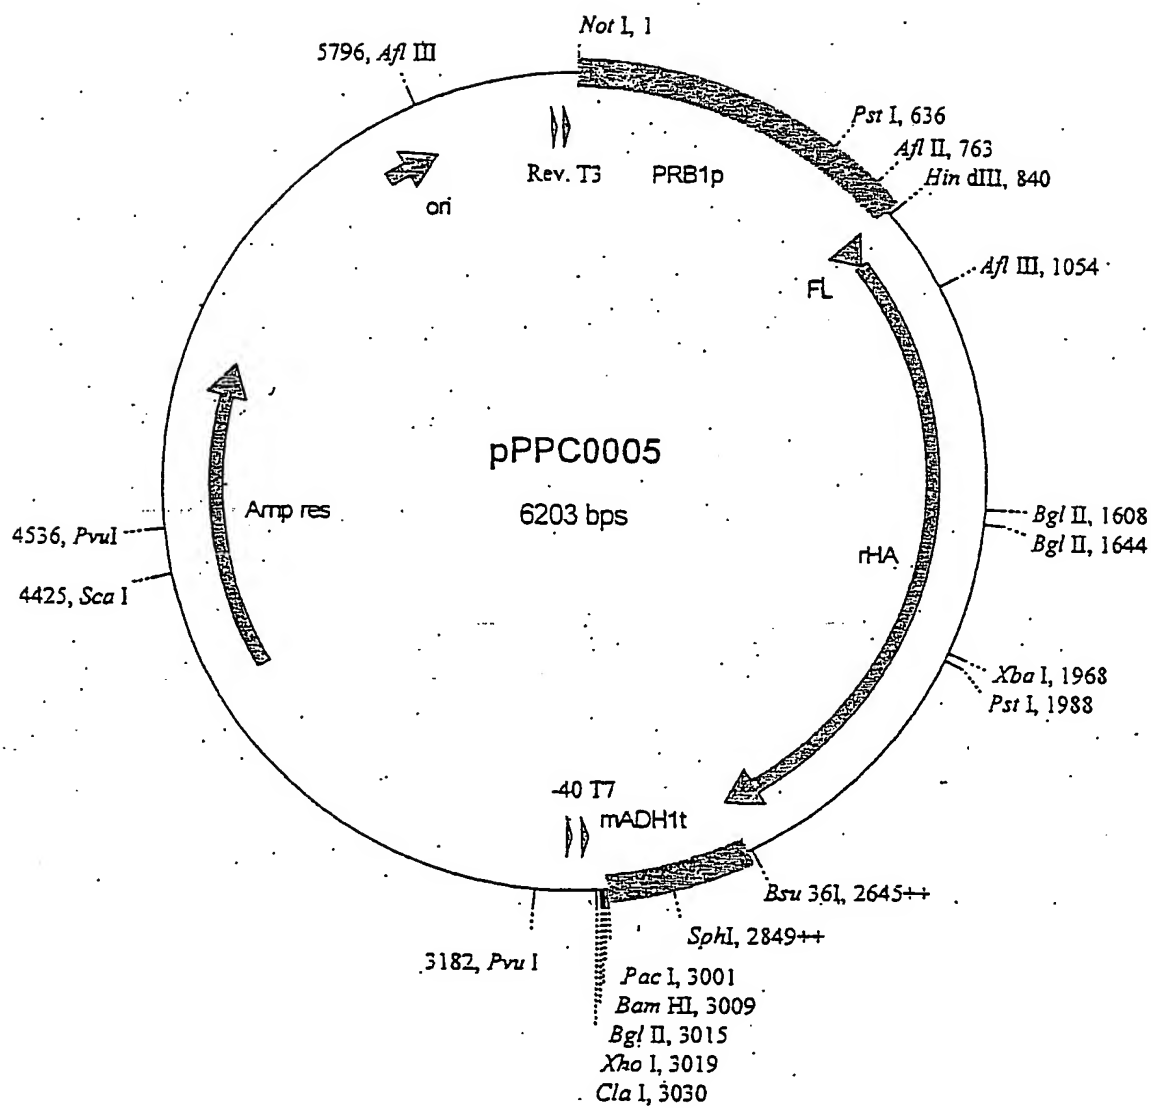 Not I, 1
5796, Afl III
Pst I, 636
Afl II, 763
Hin dIII, 840
Rev. T3 PRB1p
ori
Afl III, 1054
FL
pPPC0005
6203 bps
Amp res
4536, PvuI
4425, Sca I
Bgl II, 1608
Bgl II, 1644
rHA
Xba I, 1968
Pst I, 1988
-40 T7
mADH1t
Bsu 36I, 2645++
SphI, 2849++
3182, Pvu I
Pac I, 3001
Bam HI, 3009
Bgl II, 3015
Xho I, 3019
Cla I, 3030